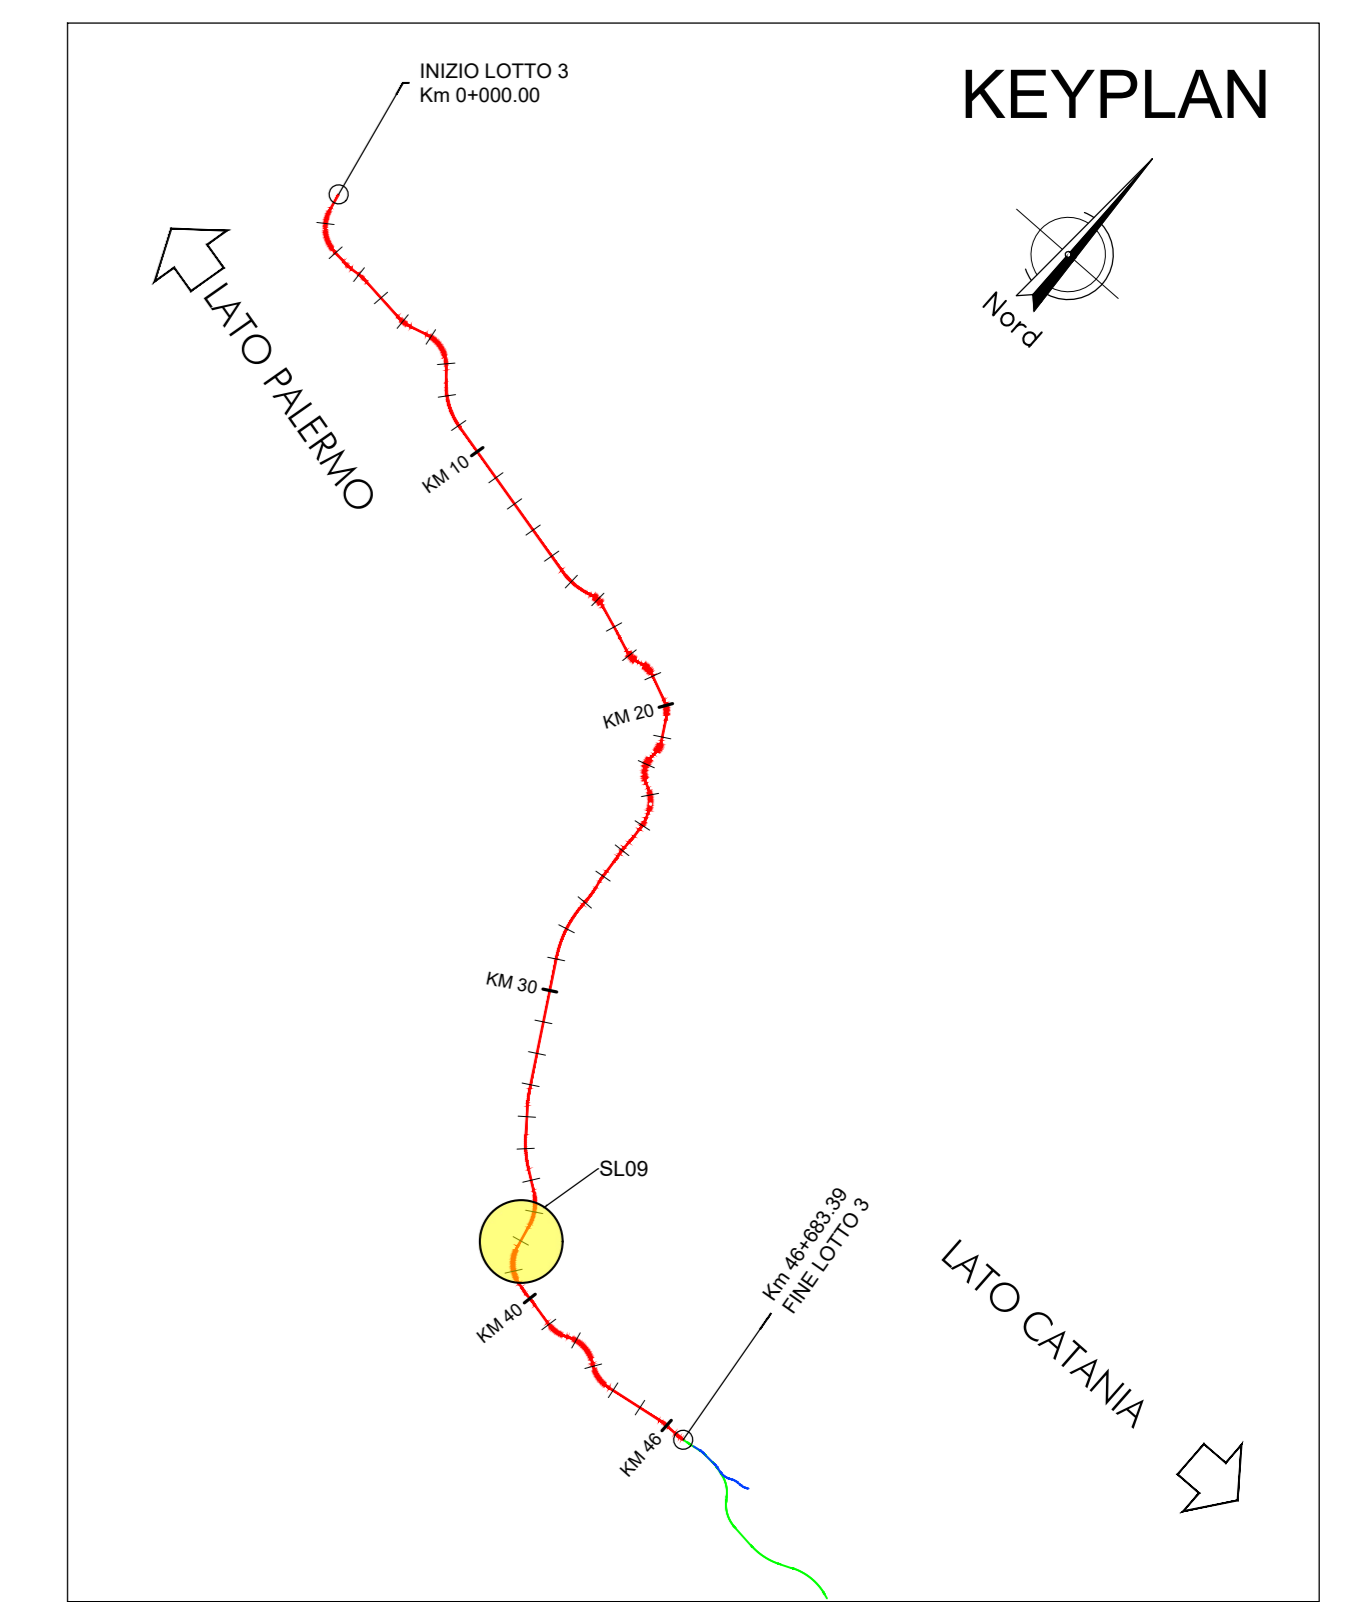 INIZIO LOTTO 3
Km 0+000.00
KEYPLAN
Nord
LATO PALERMO
KM 10
KM 20
KM 30
SL09
KM 40
Km 46+683.39
FINE LOTTO 3
LATO CATANIA
KM 46